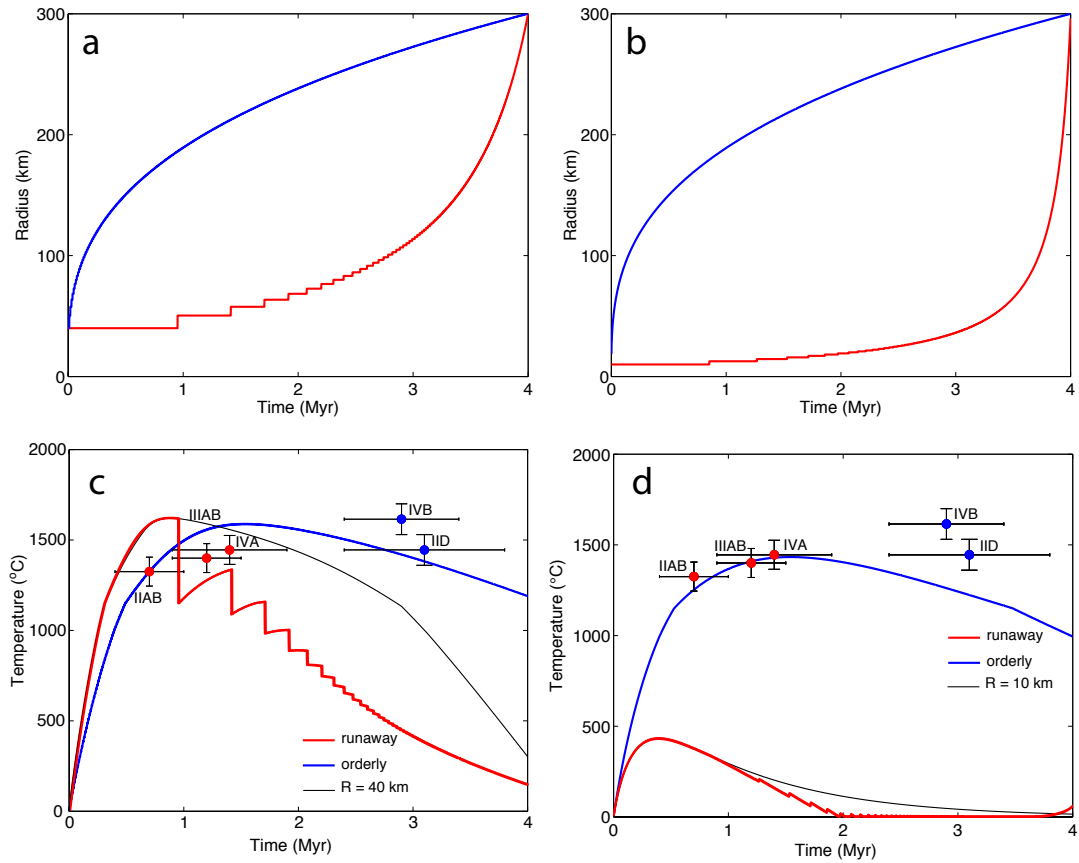 a
300
200
100
0
Radius (km)
0 1 2 3 4
Time (Myr)
b
300
200
100
0
Radius (km)
0 1 2 3 4
Time (Myr)
c
2000
1500
1000
500
0
Temperature (°C)
IIAB
IIIAB
IVA
IVB
IID
runaway
orderly
R = 40 km
0 1 2 3 4
Time (Myr)
d
2000
1500
1000
500
0
Temperature (°C)
IIAB
IIIAB
IVA
IVB
IID
runaway
orderly
R = 10 km
0 1 2 3 4
Time (Myr)